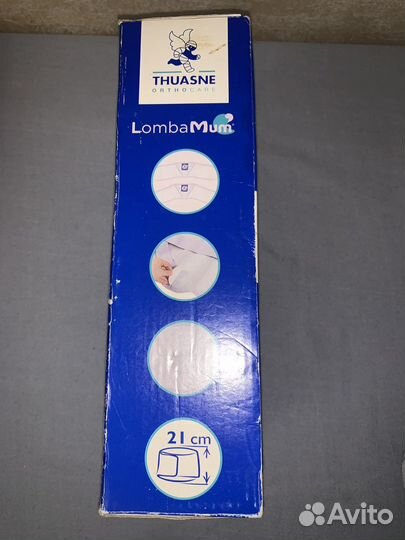 THUASNE
ORTHOCARE
LombaMum
21 cm
Avito